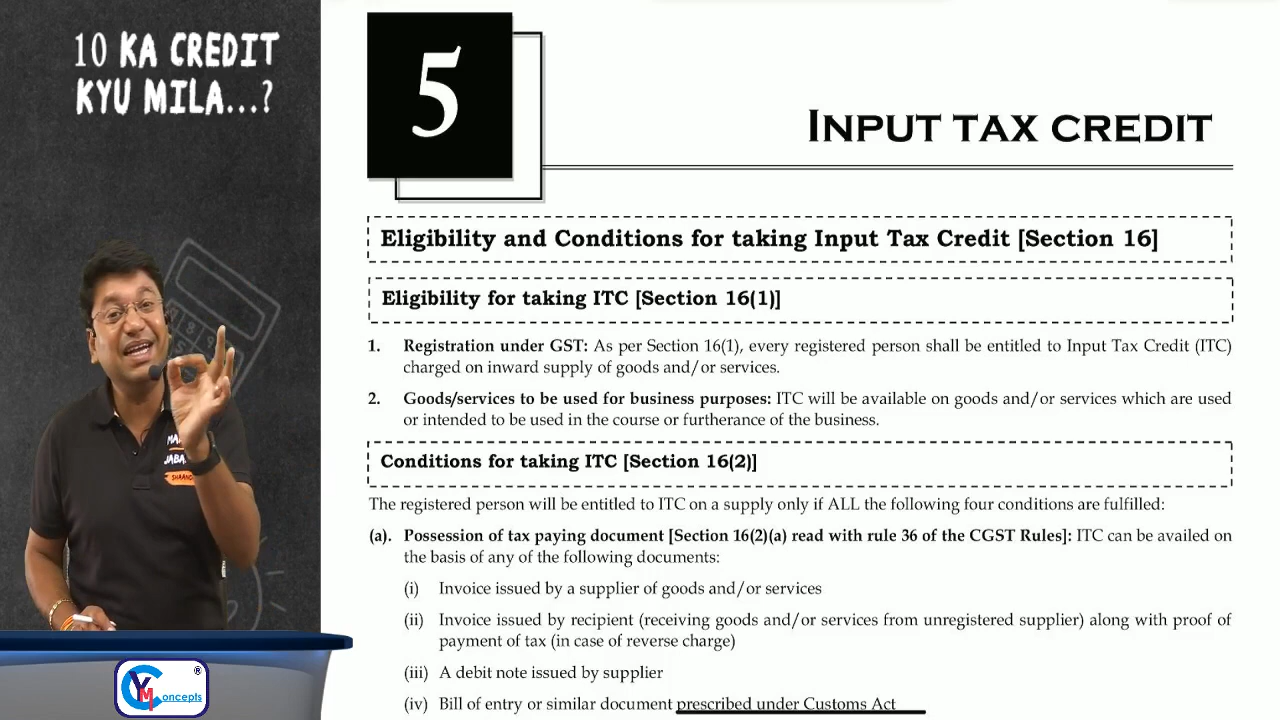 10 KA CREDIT
KYU MILA...?
5
INPUT TAX CREDIT
Eligibility and Conditions for taking Input Tax Credit [Section 16]
Eligibility for taking ITC [Section 16(1)]
1. Registration under GST: As per Section 16(1), every registered person shall be entitled to Input Tax Credit (ITC)
charged on inward supply of goods and/or services.
2. Goods/services to be used for business purposes: ITC will be available on goods and/or services which are used
or intended to be used in the course or furtherance of the business.
Conditions for taking ITC [Section 16(2)]
The registered person will be entitled to ITC on a supply only if ALL the following four conditions are fulfilled:
(a). Possession of tax paying document [Section 16(2)(a) read with rule 36 of the CGST Rules]: ITC can be availed on
the basis of any of the following documents:
(i) Invoice issued by a supplier of goods and/or services
(ii) Invoice issued by recipient (receiving goods and/or services from unregistered supplier) along with proof of
payment of tax (in case of reverse charge)
(iii) A debit note issued by supplier
(iv) Bill of entry or similar document prescribed under Customs Act
YM Concepts ®